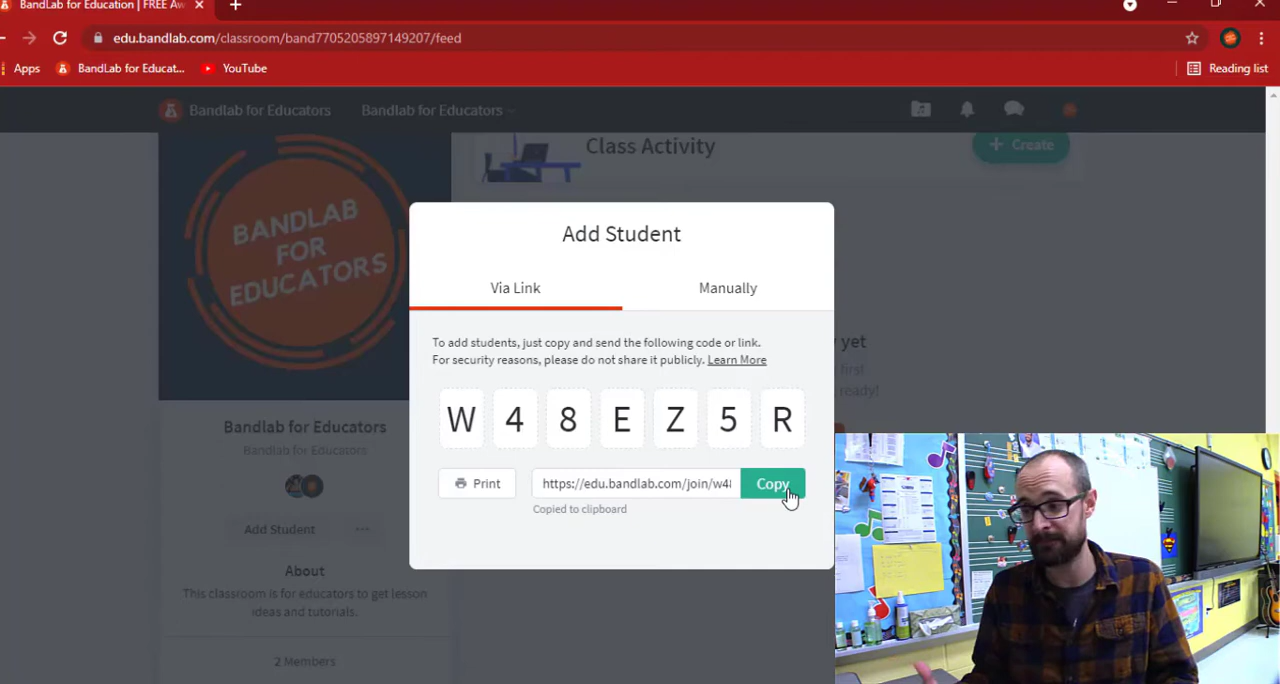 BandLab for Education | FREE Aw
edu.bandlab.com/classroom/band7705205897149207/feed
Apps
BandLab for Educat...
YouTube
Reading list
Bandlab for Educators
Bandlab for Educators
Class Activity
+ Create
BANDLAB
FOR
EDUCATORS
Add Student
Via Link
Manually
To add students, just copy and send the following code or link.
For security reasons, please do not share it publicly. Learn More
W 4 8 E Z 5 R
Print
https://edu.bandlab.com/join/w48
Copy
Copied to clipboard
yet
first
ready!
Bandlab for Educators
Bandlab for Educators
Add Student
...
About
This classroom is for educators to get lesson
ideas and tutorials.
2 Members